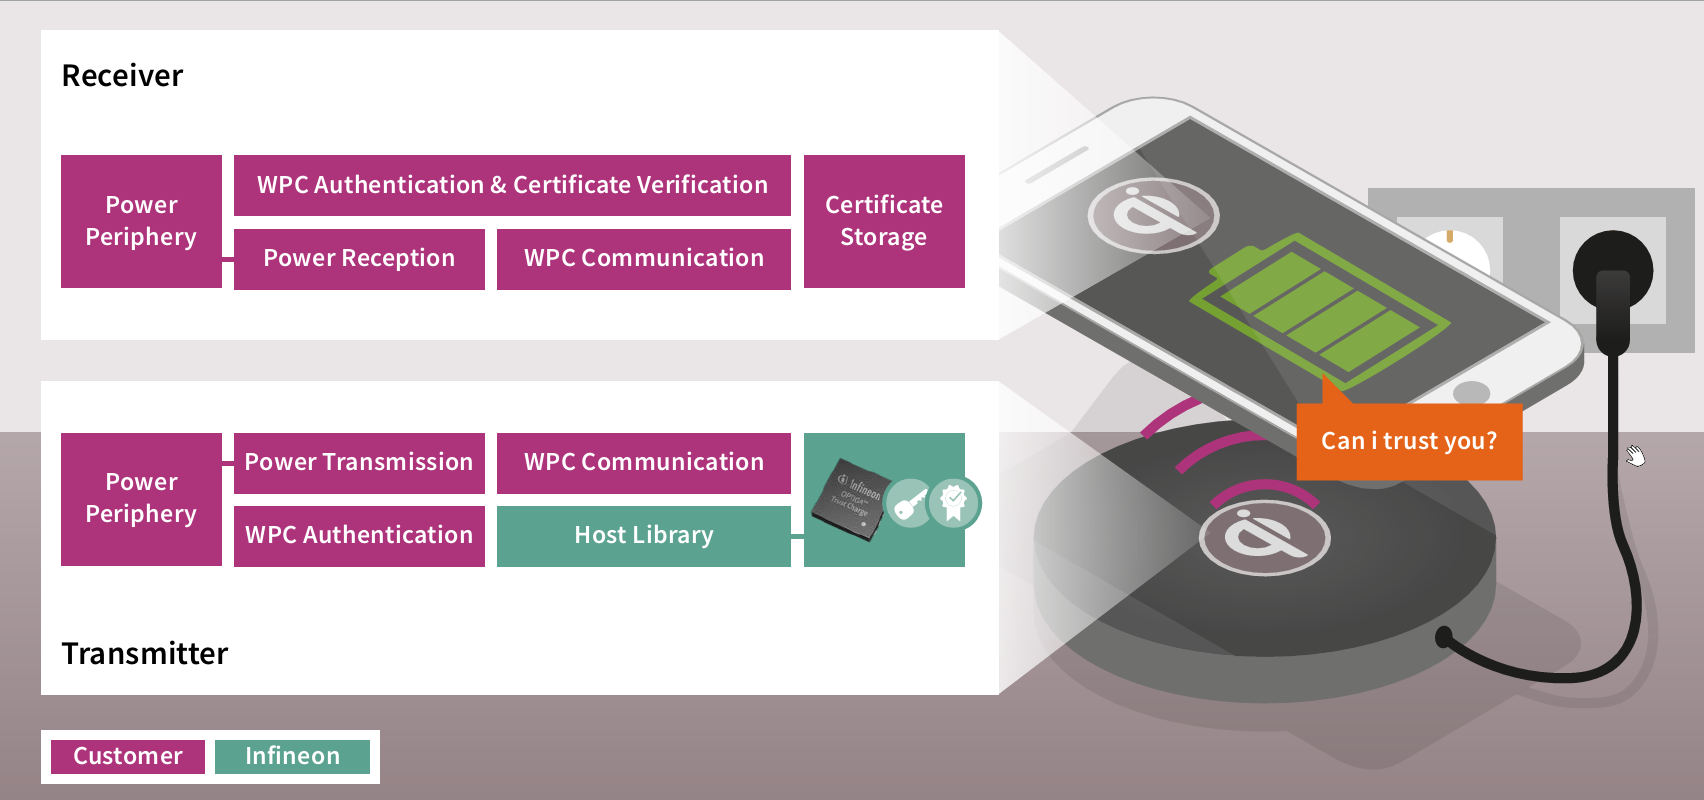 Receiver
Power
Periphery
WPC Authentication & Certificate Verification
Power Reception
WPC Communication
Certificate
Storage
Power
Periphery
Power Transmission
WPC Communication
WPC Authentication
Host Library
Infineon
OPTIGA™
Trust Charge
Transmitter
Customer
Infineon
Can i trust you?